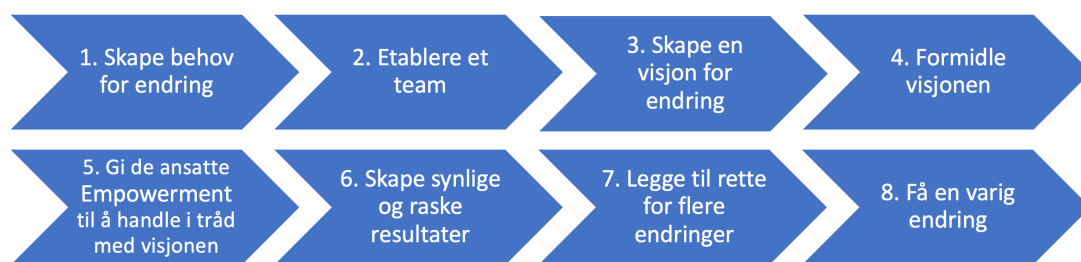 1. Skape behov
for endring
2. Etablere et
team
3. Skape en
visjon for
endring
4. Formidle
visjonen
5. Gi de ansatte
Empowerment
til å handle i tråd
med visjonen
6. Skape synlige
og raske
resultater
7. Legge til rette
for flere
endringer
8. Få en varig
endring